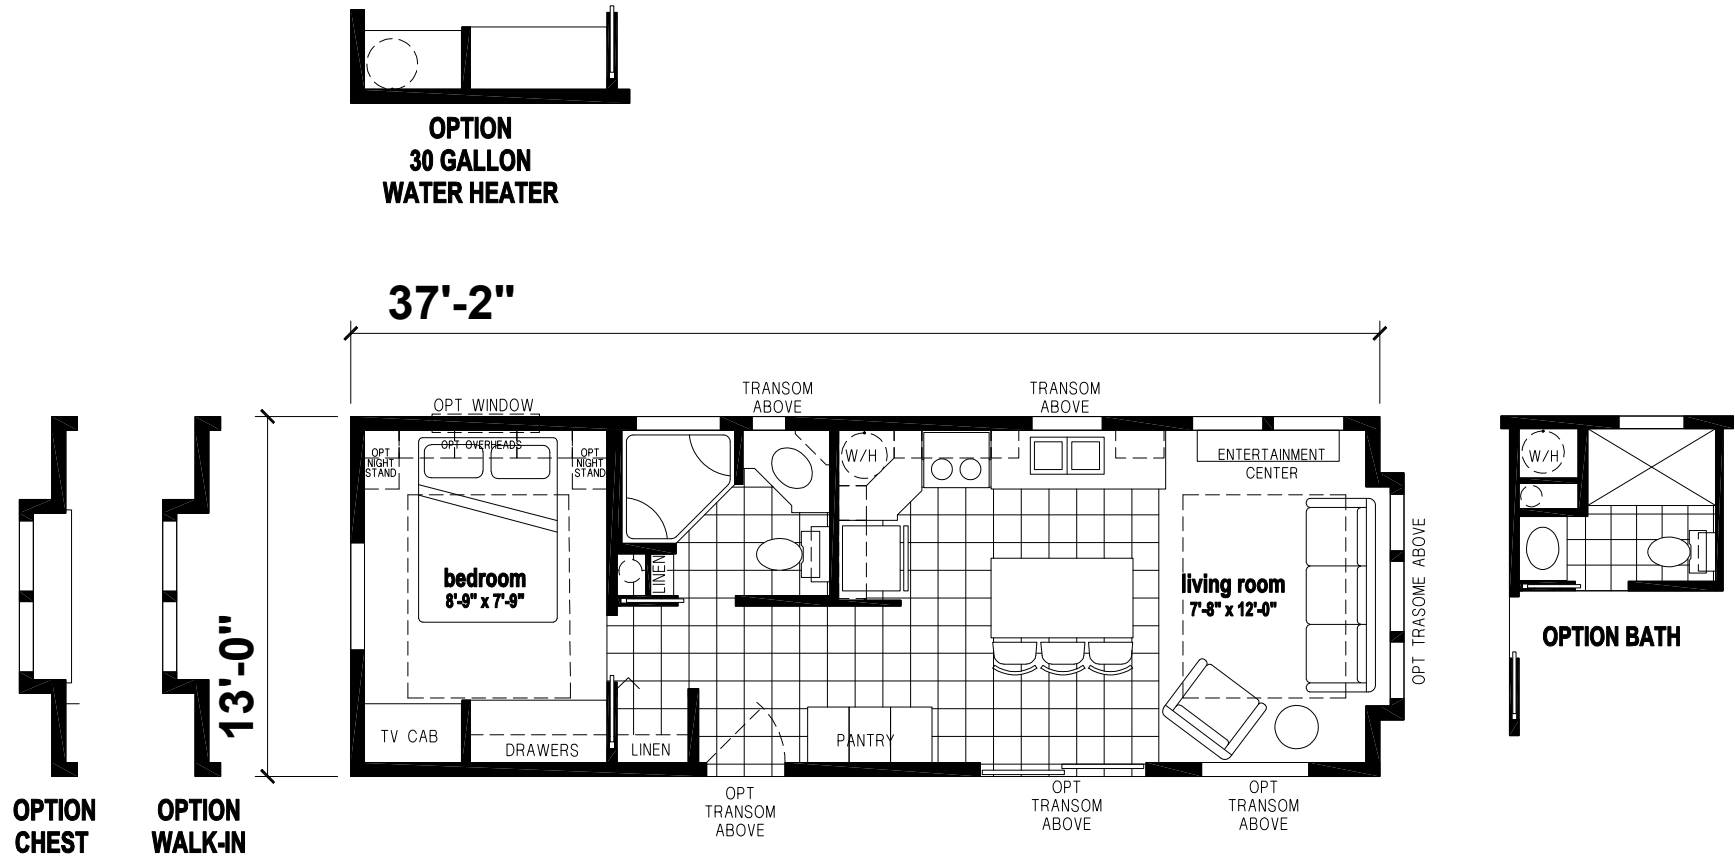 OPTION
30 GALLON
WATER HEATER
37'-2"
13'-0"
OPT WINDOW
TRANSOM
ABOVE
TRANSOM
ABOVE
OPT OVERHEADS
OPT
NIGHT
STAND
OPT
NIGHT
STAND
W/H
ENTERTAINMENT
CENTER
W/H
LINEN
bedroom
8'-9" x 7'-9"
living room
7'-8" x 12'-0"
OPT TRASOME ABOVE
OPTION BATH
TV CAB
DRAWERS
LINEN
PANTRY
OPT
TRANSOM
ABOVE
OPT
TRANSOM
ABOVE
OPT
TRANSOM
ABOVE
OPTION
CHEST
OPTION
WALK-IN